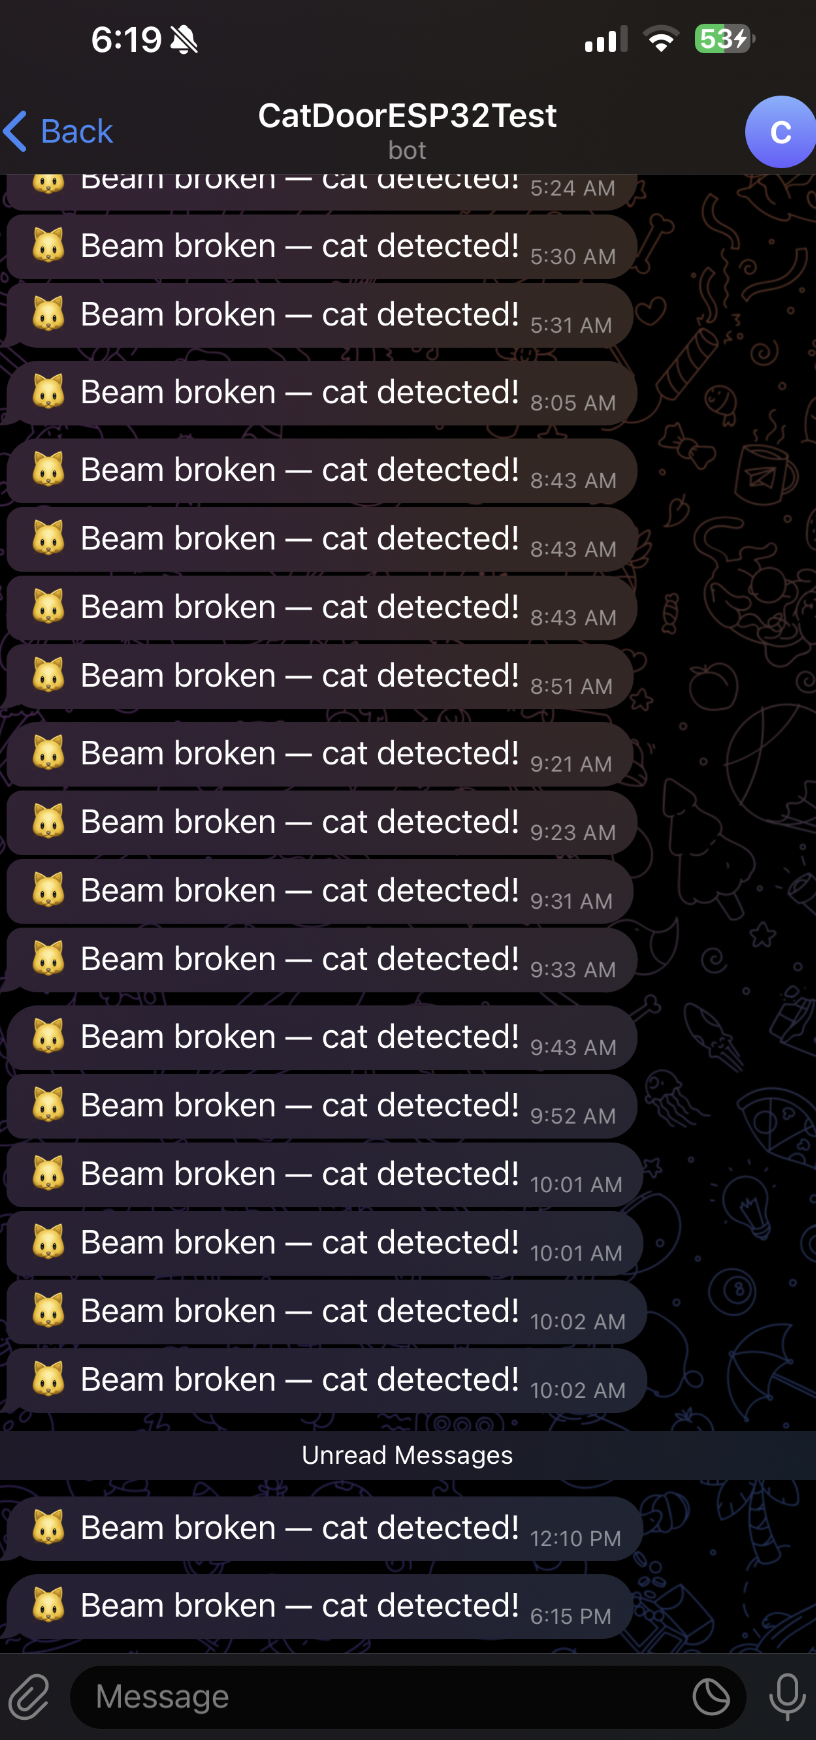 6:19
53
Back
CatDoorESP32Test
C
bot
Beam broken — cat detected! 5:24 AM
Beam broken — cat detected! 5:30 AM
Beam broken — cat detected! 5:31 AM
Beam broken — cat detected! 8:05 AM
Beam broken — cat detected! 8:43 AM
Beam broken — cat detected! 8:43 AM
Beam broken — cat detected! 8:43 AM
Beam broken — cat detected! 8:51 AM
Beam broken — cat detected! 9:21 AM
Beam broken — cat detected! 9:23 AM
Beam broken — cat detected! 9:31 AM
Beam broken — cat detected! 9:33 AM
Beam broken — cat detected! 9:43 AM
Beam broken — cat detected! 9:52 AM
Beam broken — cat detected! 10:01 AM
Beam broken — cat detected! 10:01 AM
Beam broken — cat detected! 10:02 AM
Beam broken — cat detected! 10:02 AM
Unread Messages
Beam broken — cat detected! 12:10 PM
Beam broken — cat detected! 6:15 PM
Message